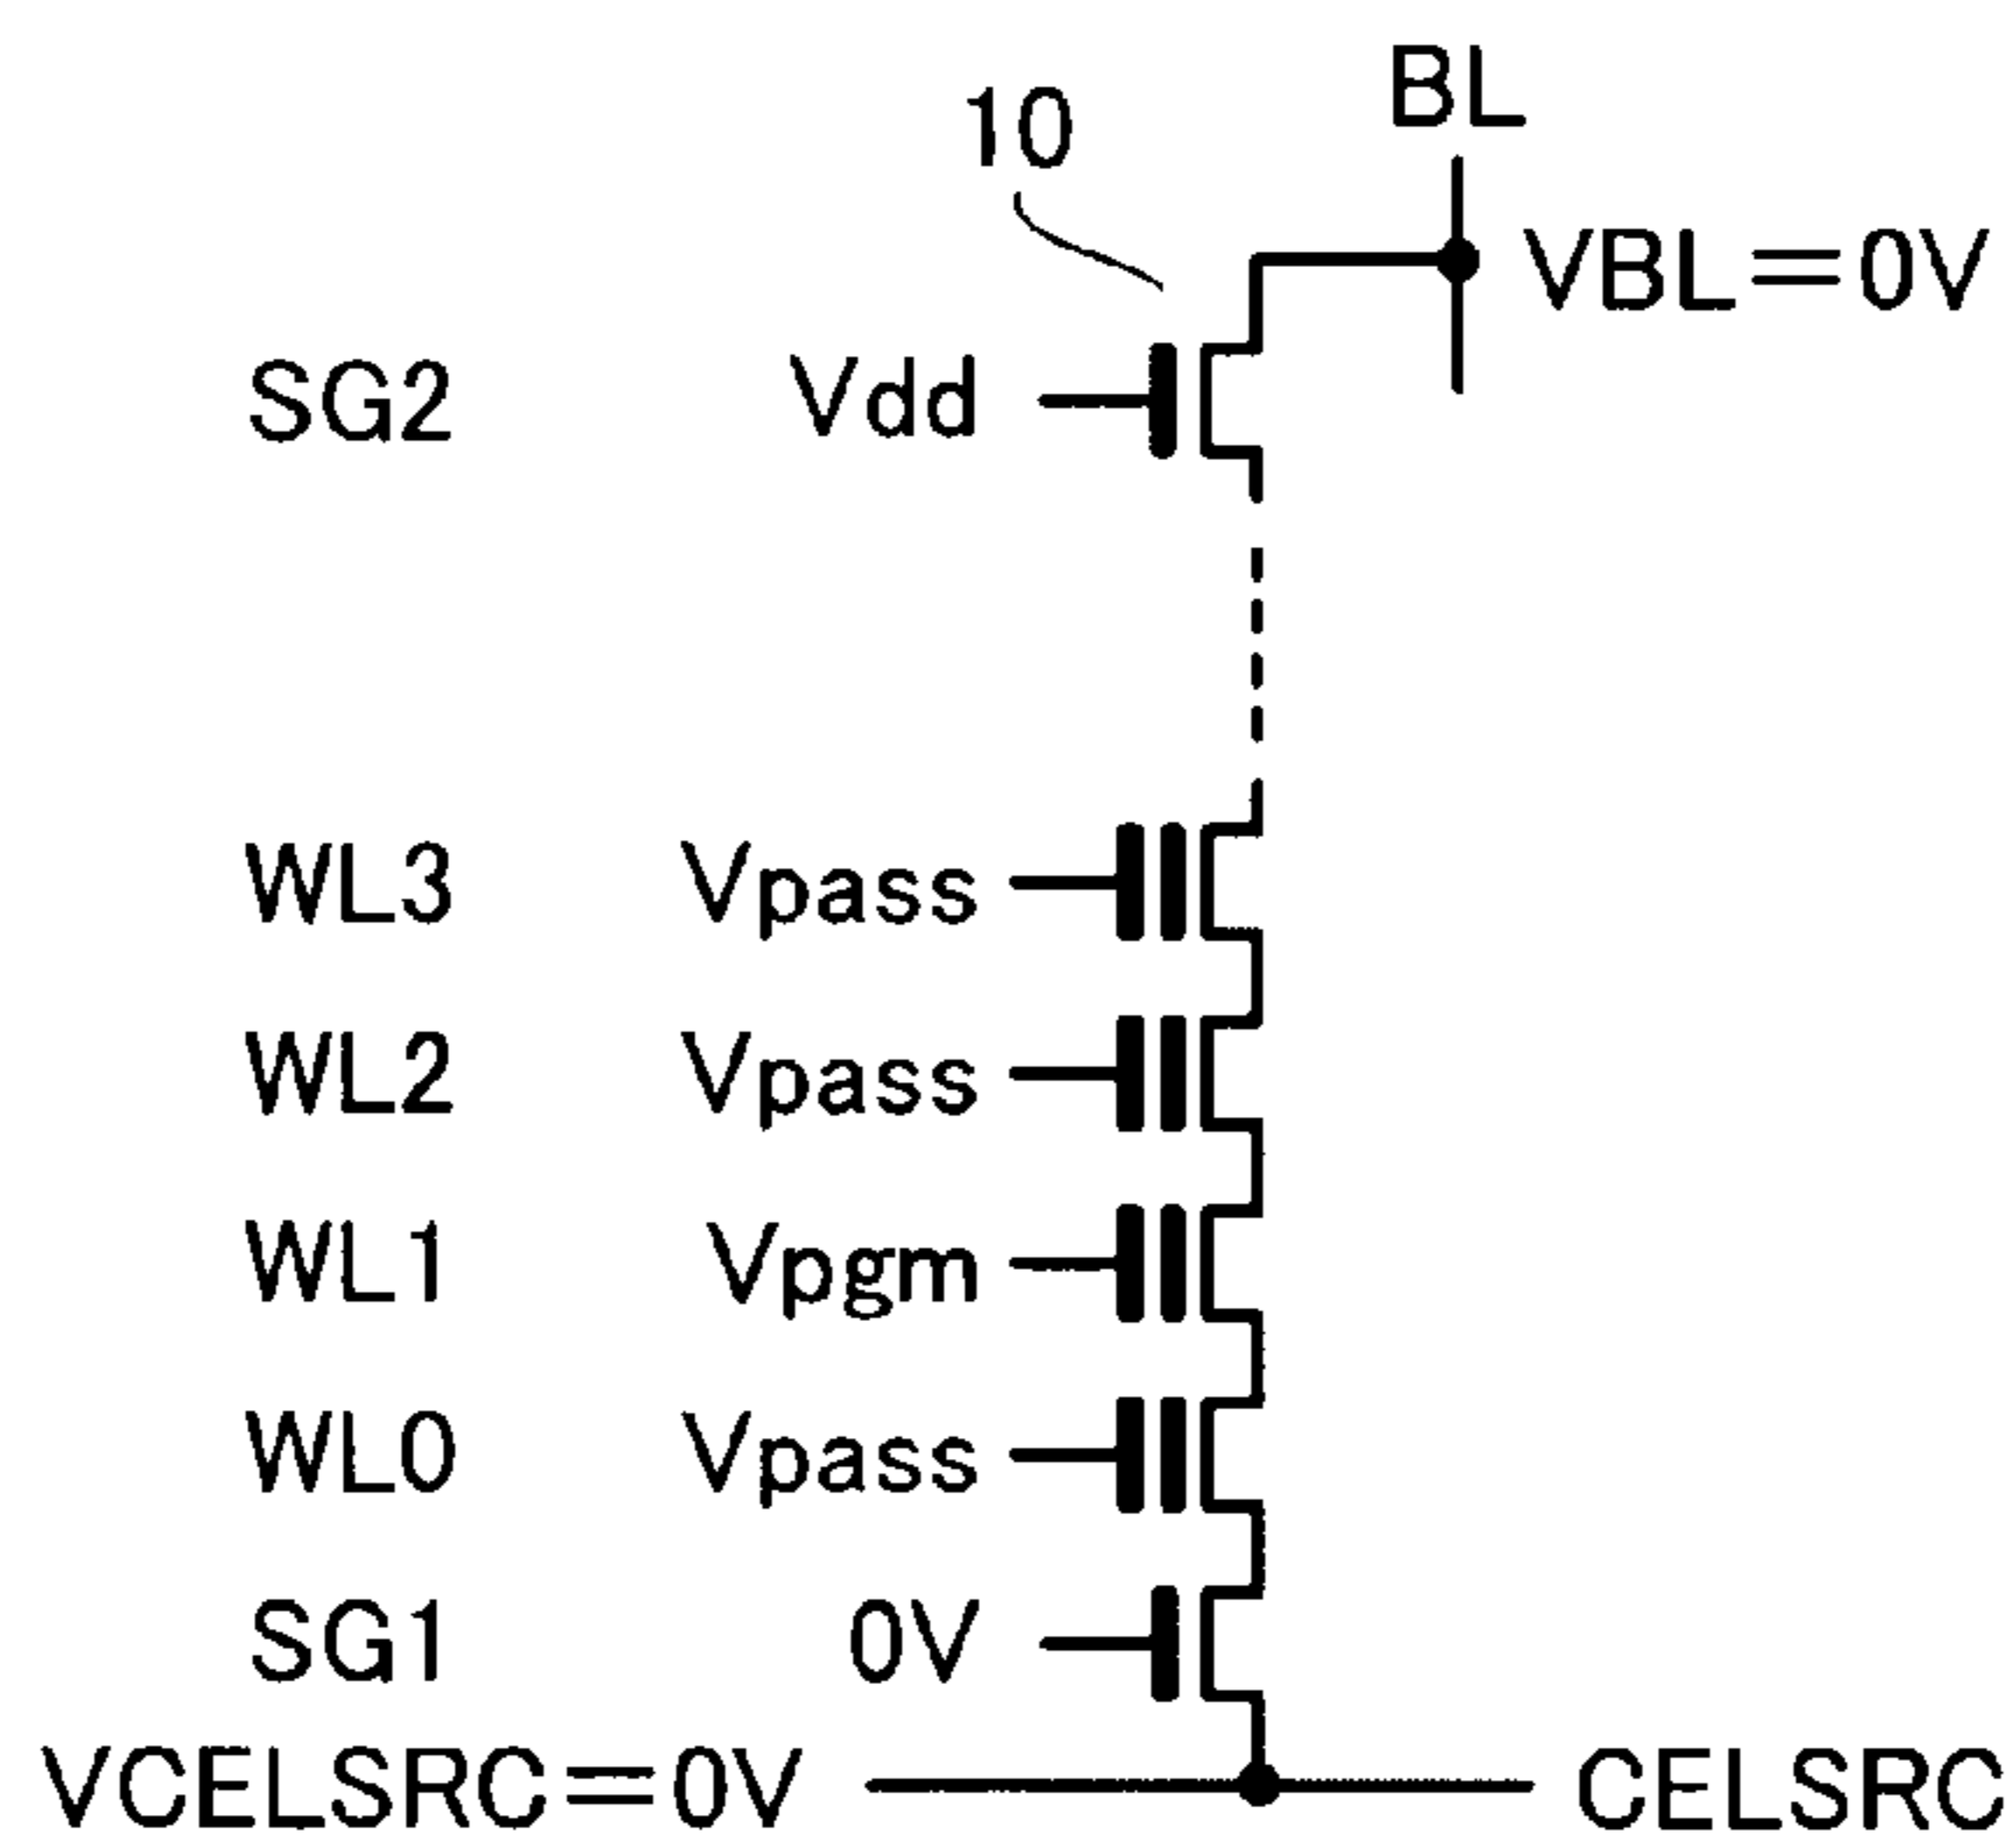 BL
10
VBL=0V
SG2 Vdd
WL3 Vpass
WL2 Vpass
WL1 Vpgm
WL0 Vpass
SG1 0V
VCELSRC=0V CELSRC